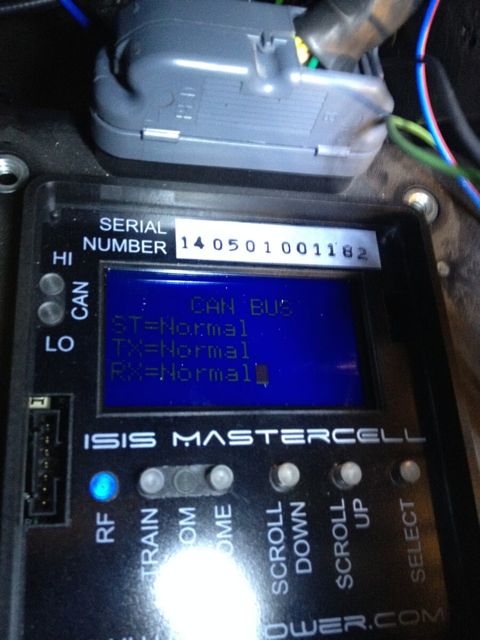 SERIAL
NUMBER 140501001182
HI
CAN
LO
CAN BUS
ST=Normal
TX=Normal
RX=Normal
ISIS MASTERCELL
RF
TRAIN
SCROLL
DOWN
SCROLL
UP
SELECT